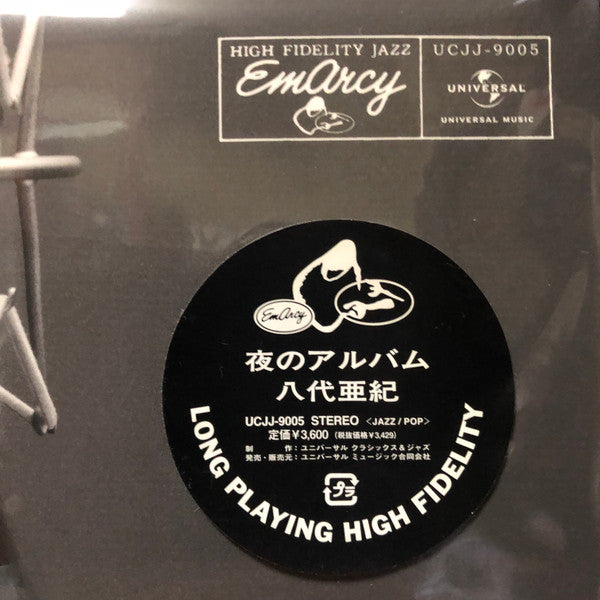 HIGH FIDELITY JAZZ
EmArcy
UCJJ-9005
UNIVERSAL
UNIVERSAL MUSIC
EmArcy
夜のアルバム
八代亜紀
UCJJ-9005 STEREO 〈JAZZ / POP〉
定価¥3,600 (税抜価格¥3,429)
制 作：ユニバーサル クラシックス＆ジャズ
発売・販売元：ユニバーサル ミュージック合同会社
プラ
LONG PLAYING HIGH FIDELITY